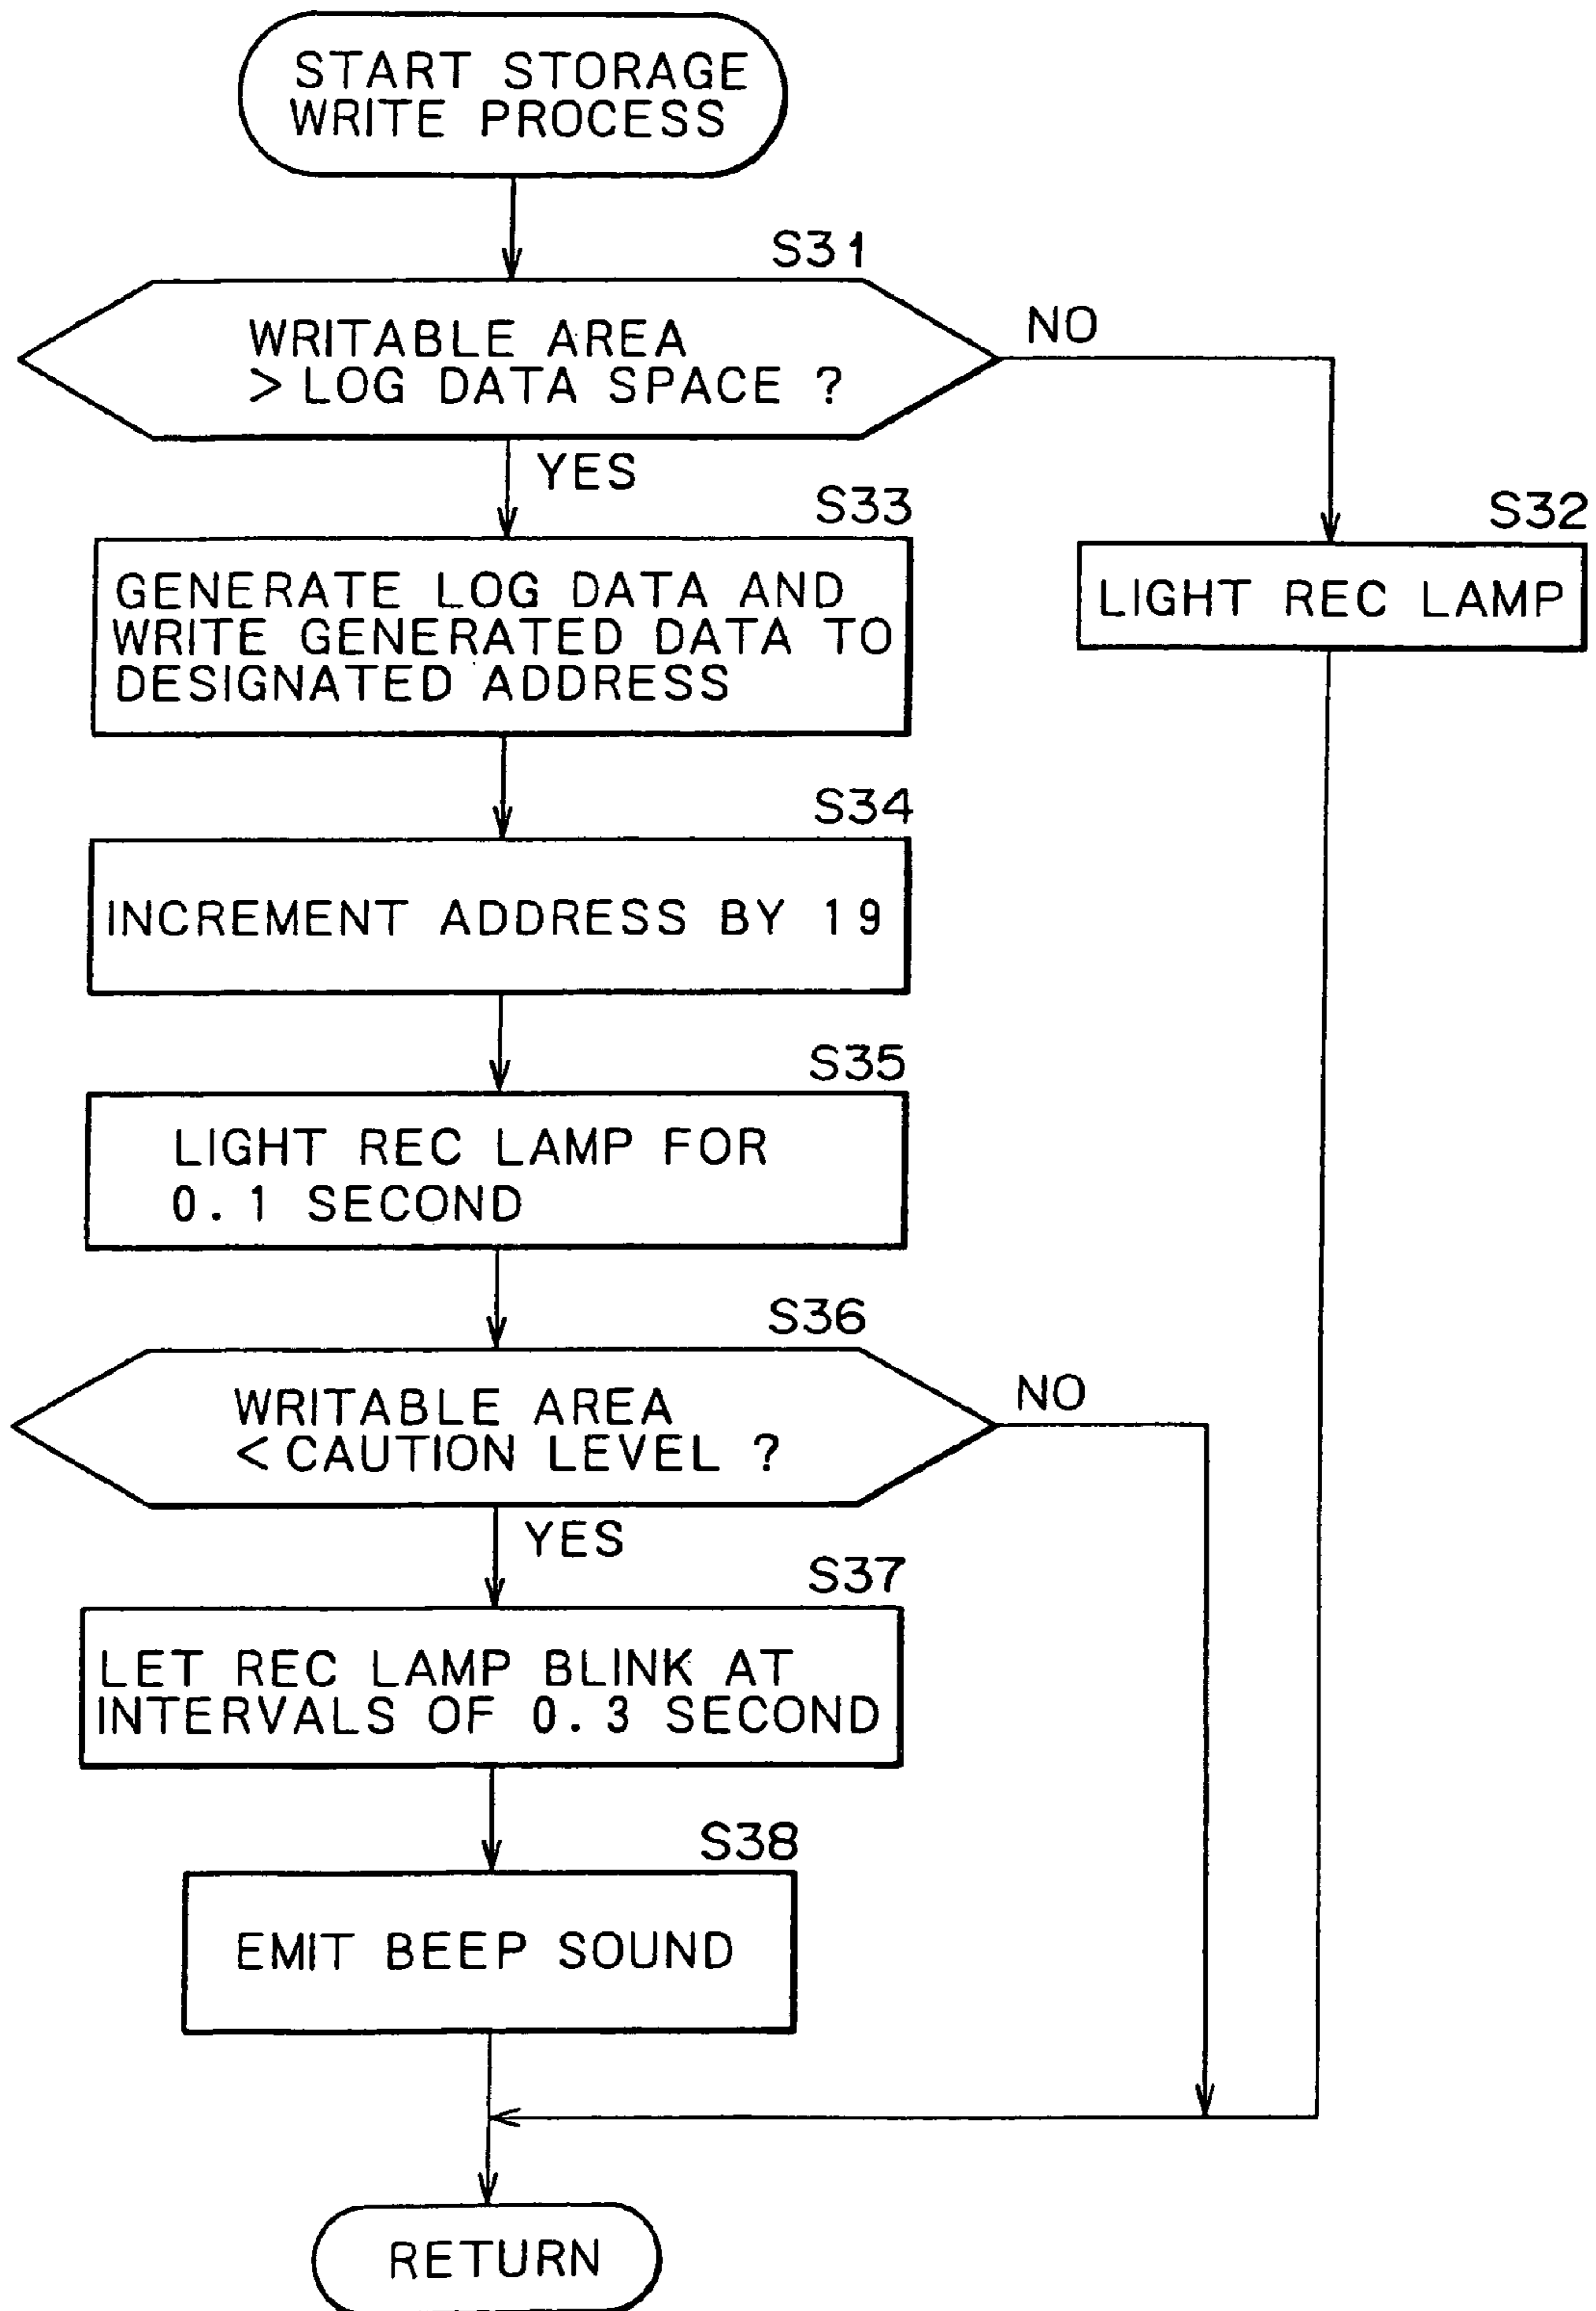 START STORAGE
WRITE PROCESS
S31
WRITABLE AREA
> LOG DATA SPACE ?
NO
YES
S33
S32
GENERATE LOG DATA AND
WRITE GENERATED DATA TO
DESIGNATED ADDRESS
LIGHT REC LAMP
S34
INCREMENT ADDRESS BY 19
S35
LIGHT REC LAMP FOR
0.1 SECOND
S36
WRITABLE AREA
< CAUTION LEVEL ?
NO
YES
S37
LET REC LAMP BLINK AT
INTERVALS OF 0.3 SECOND
S38
EMIT BEEP SOUND
RETURN